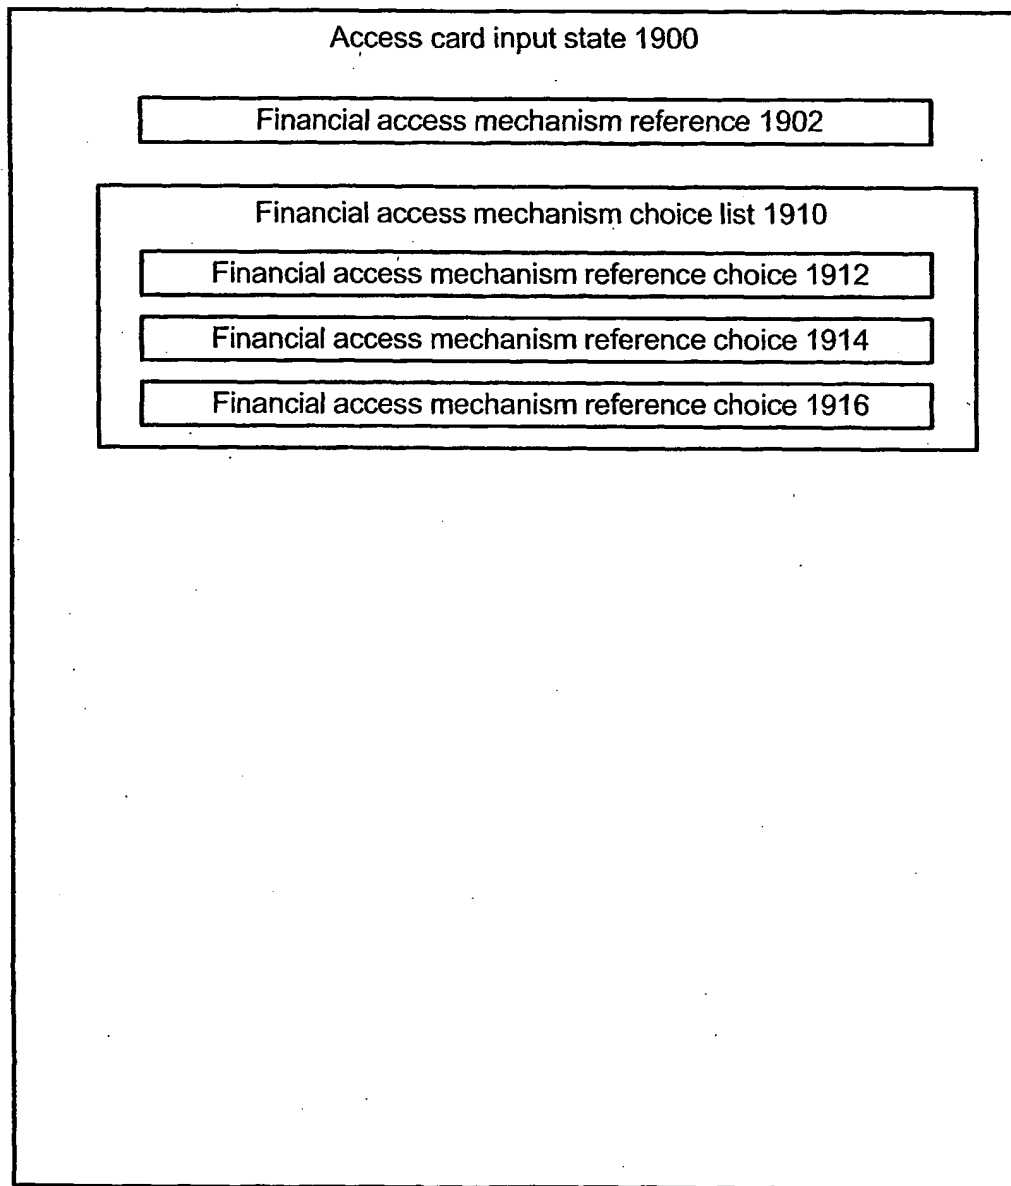 Access card input state 1900
Financial access mechanism reference 1902
Financial access mechanism choice list 1910
Financial access mechanism reference choice 1912
Financial access mechanism reference choice 1914
Financial access mechanism reference choice 1916